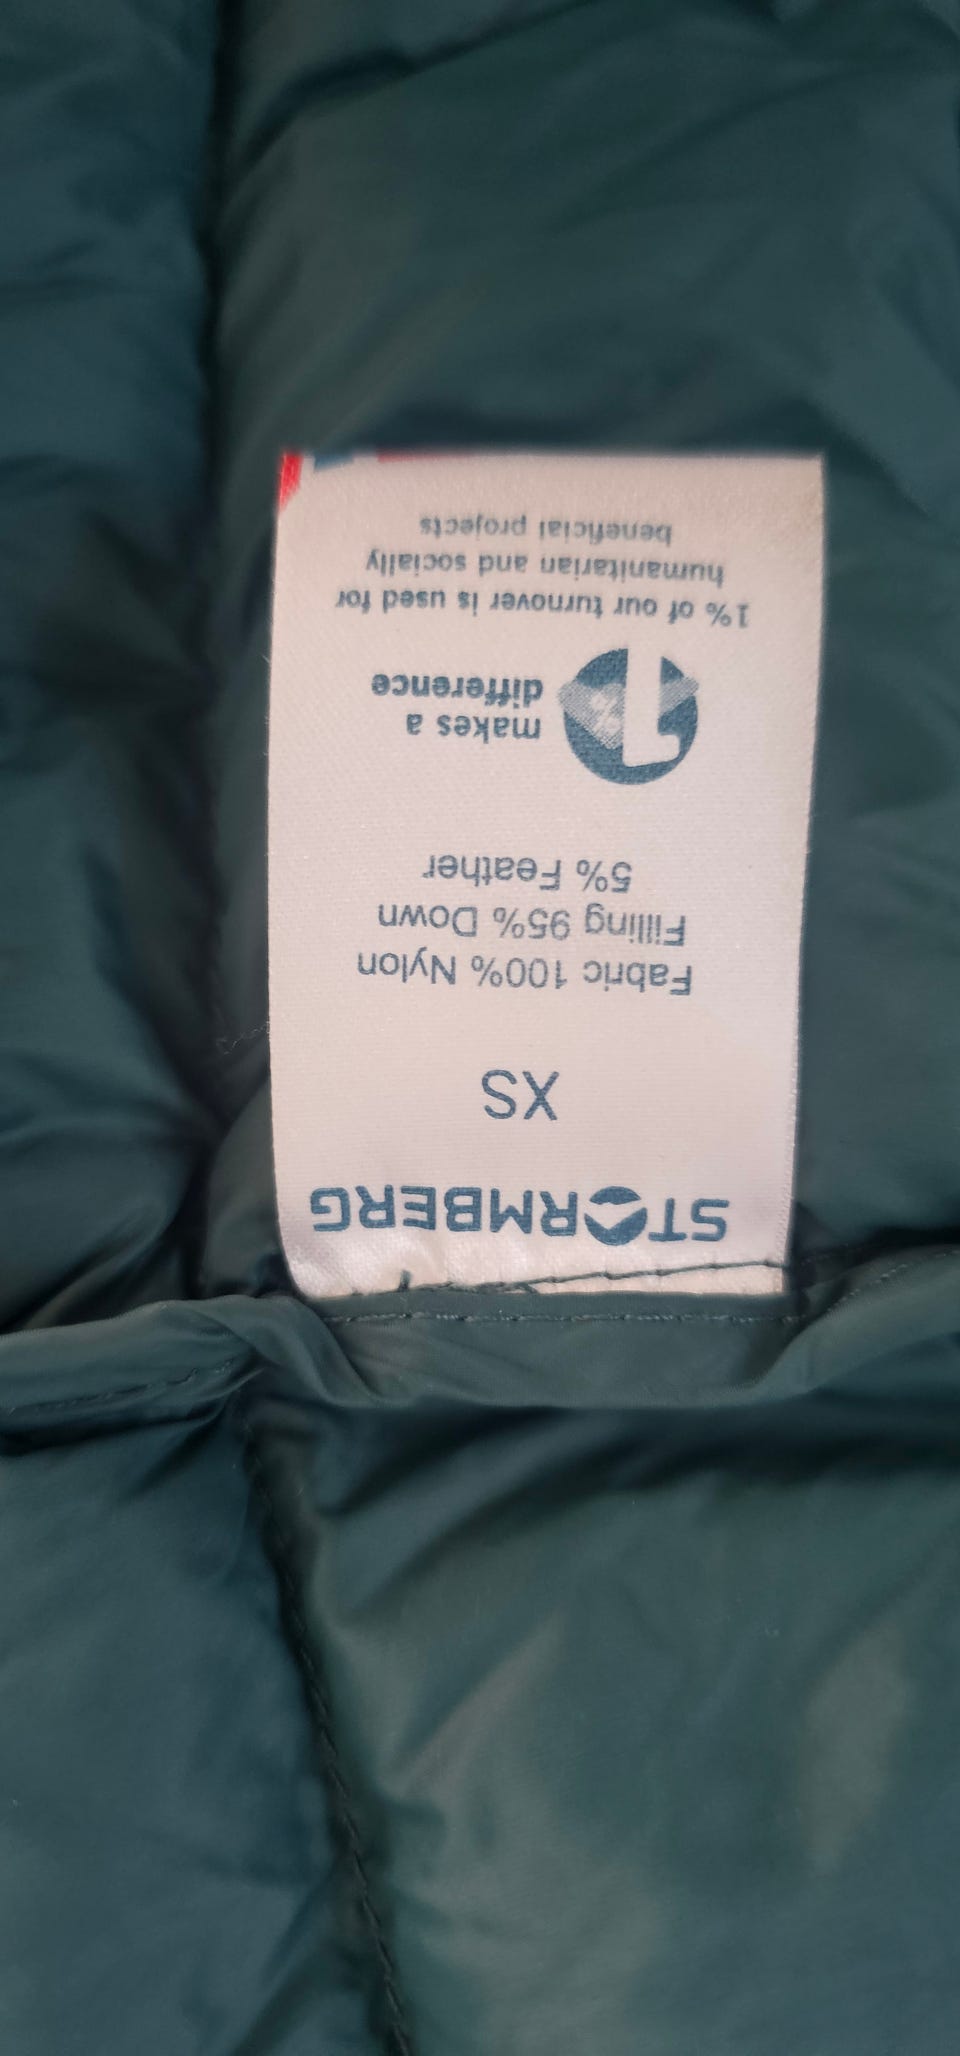 STORMBERG
XS
Fabric 100% Nylon
Filling 95% Down
5% Feather
1%
makes a
difference
1% of our turnover is used for
humanitarian and socially
beneficial projects